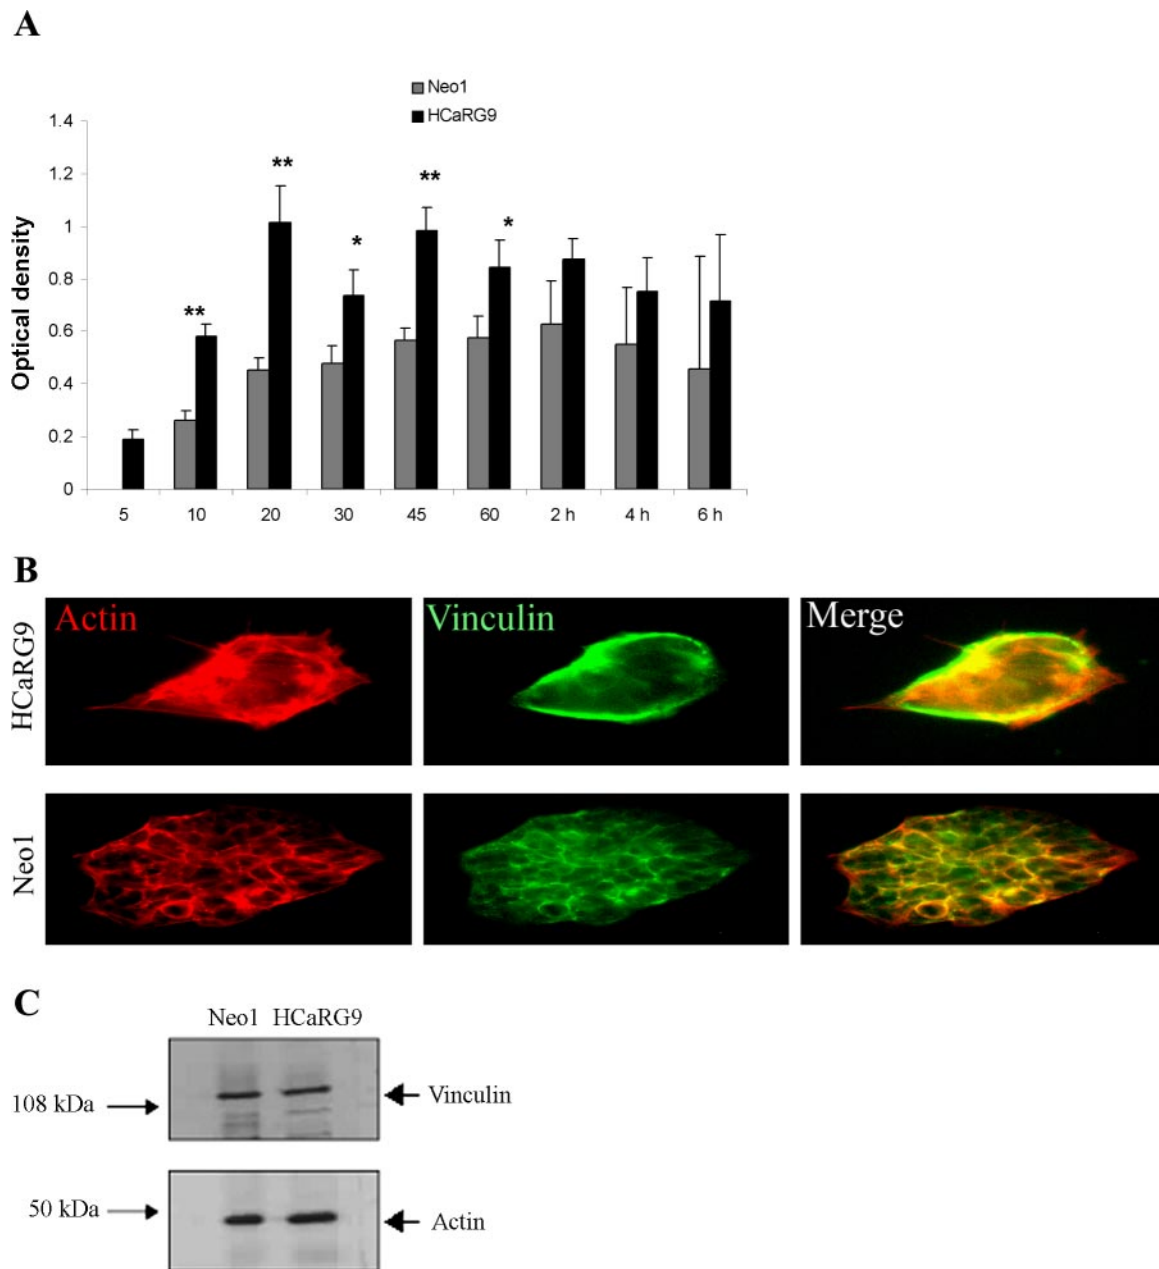 A
Neo1
HCaRG9
Optical density
1.4
1.2
1
0.8
0.6
0.4
0.2
0
** ** * ** *
5 10 20 30 45 60 2 h 4 h 6 h
B
Actin Vinculin Merge
HCaRG9
Neo1
C
Neo1 HCaRG9
108 kDa
Vinculin
50 kDa
Actin